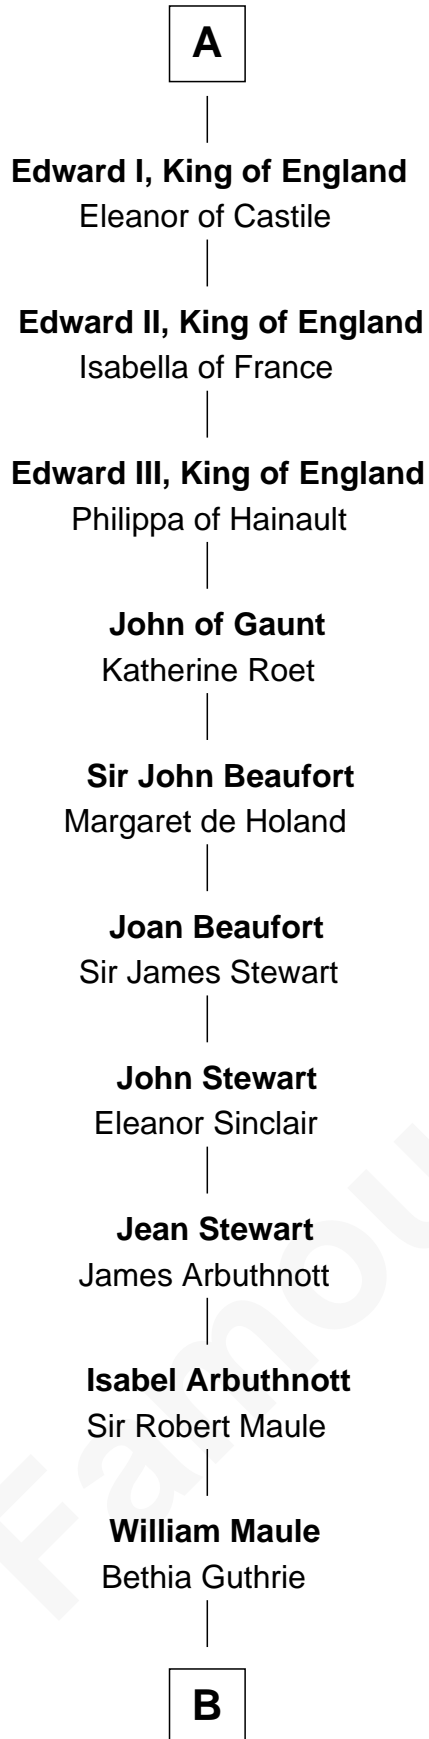 A
Edward I, King of England
Eleanor of Castile
Edward II, King of England
Isabella of France
Edward III, King of England
Philippa of Hainault
John of Gaunt
Katherine Roet
Sir John Beaufort
Margaret de Holand
Joan Beaufort
Sir James Stewart
John Stewart
Eleanor Sinclair
Jean Stewart
James Arbuthnott
Isabel Arbuthnott
Sir Robert Maule
William Maule
Bethia Guthrie
B
Famou